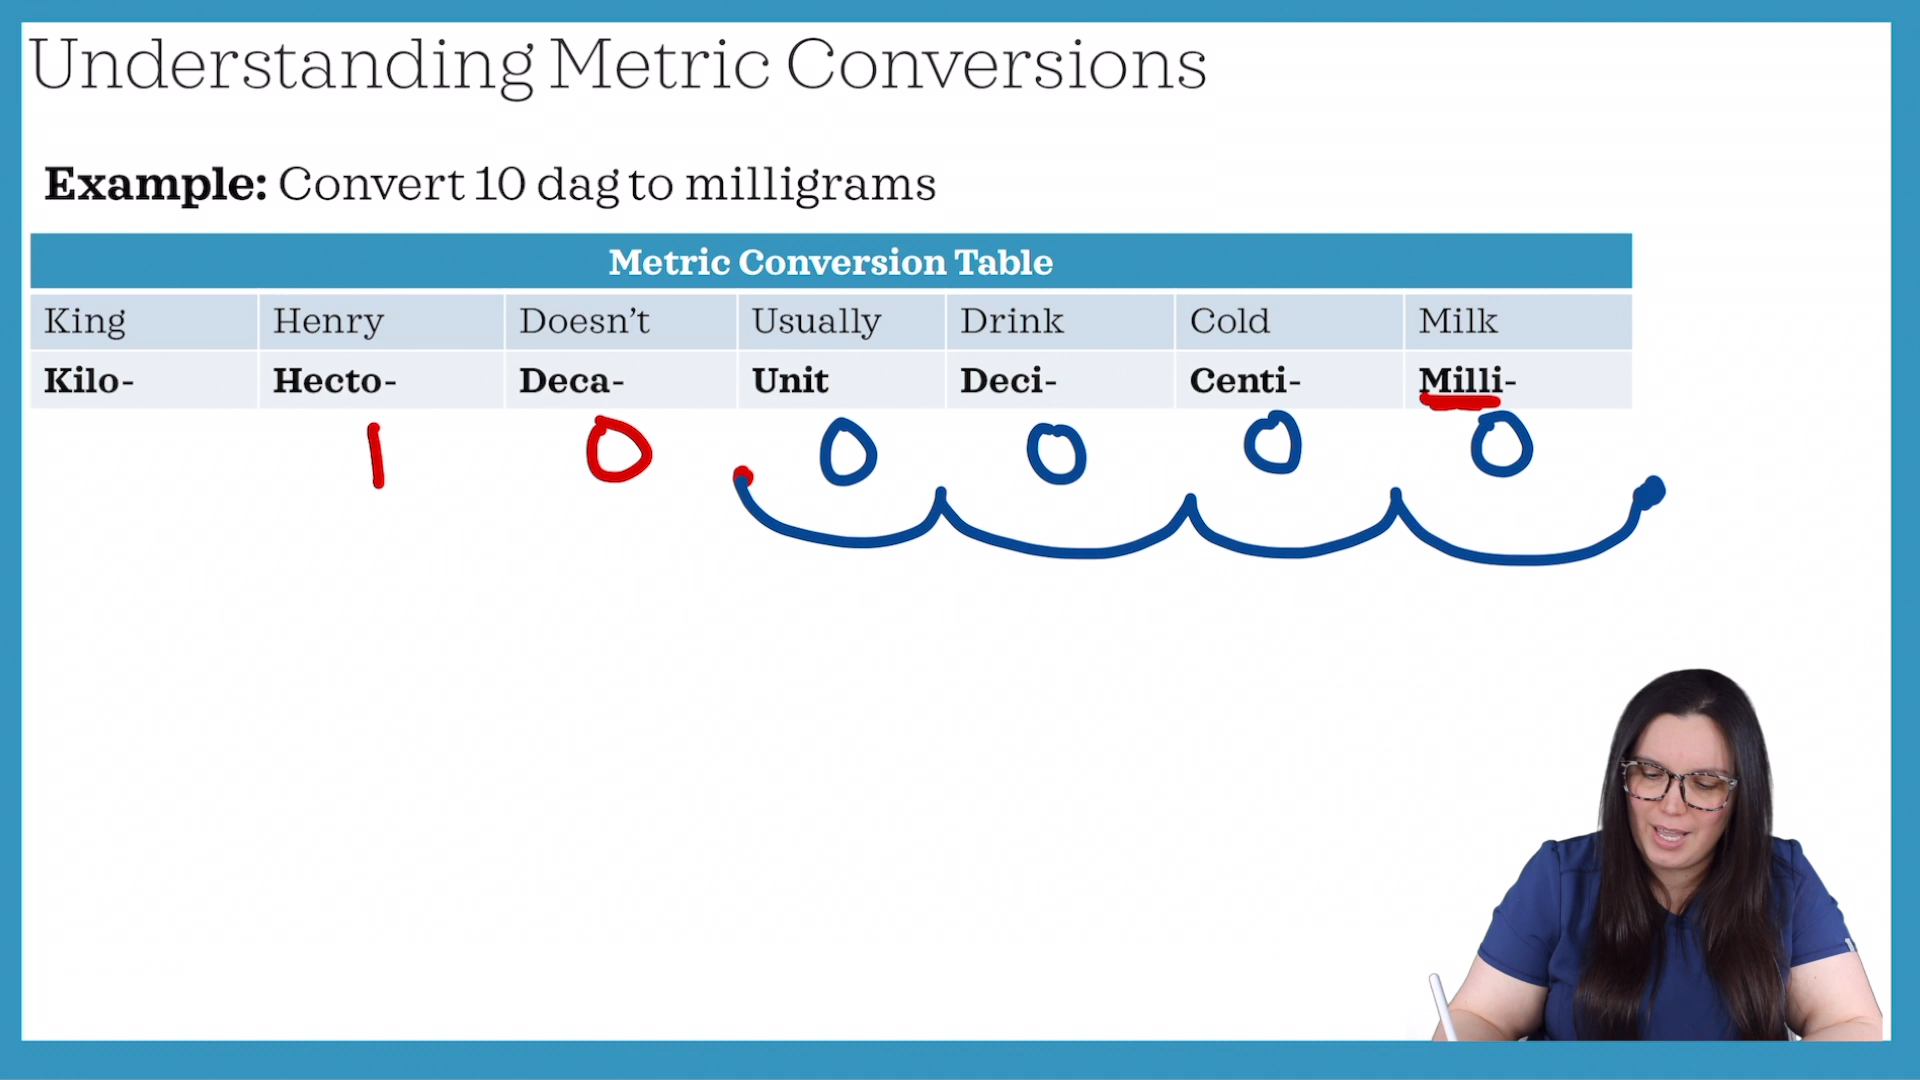 Understanding Metric Conversions
Example: Convert 10 dag to milligrams
Metric Conversion Table
King Henry Doesn’t Usually Drink Cold Milk
Kilo- Hecto- Deca- Unit Deci- Centi- Milli-
1 0 0 0 0 0